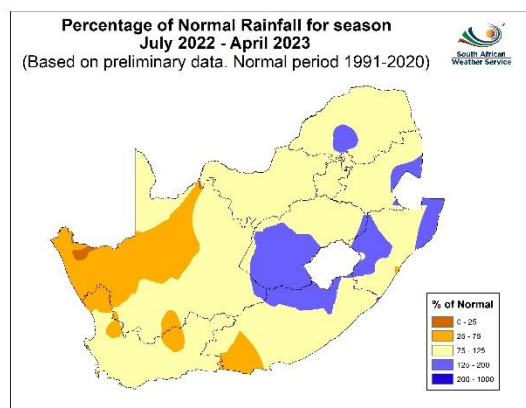 Percentage of Normal Rainfall for season
July 2022 - April 2023
(Based on preliminary data. Normal period 1991-2020)
South African
Weather Service
% of Normal
0 - 25
25 - 75
75 - 125
125 - 200
200 - 1000